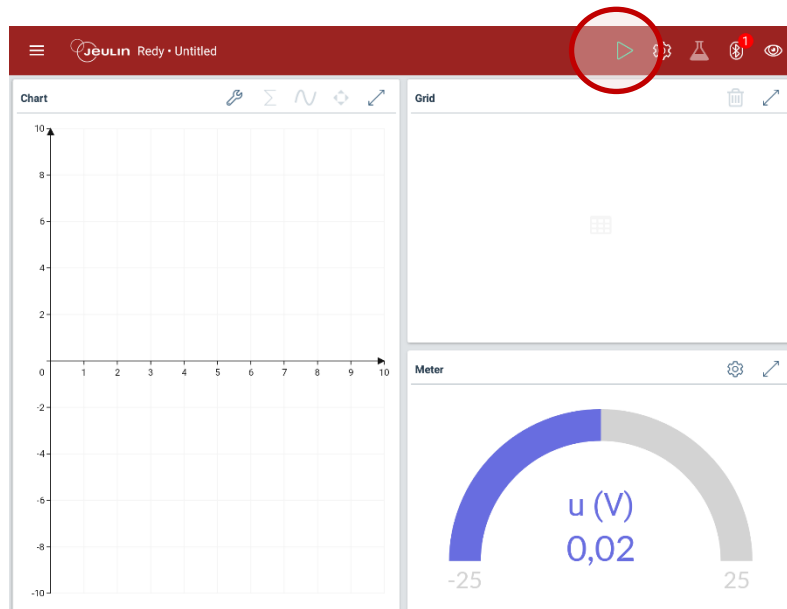 JEULIN Redy • Untitled
1
Chart
10
8
6
4
2
0 1 2 3 4 5 6 7 8 9 10
-2
-4
-6
-8
-10
Grid
Meter
u (V)
0,02
-25 25